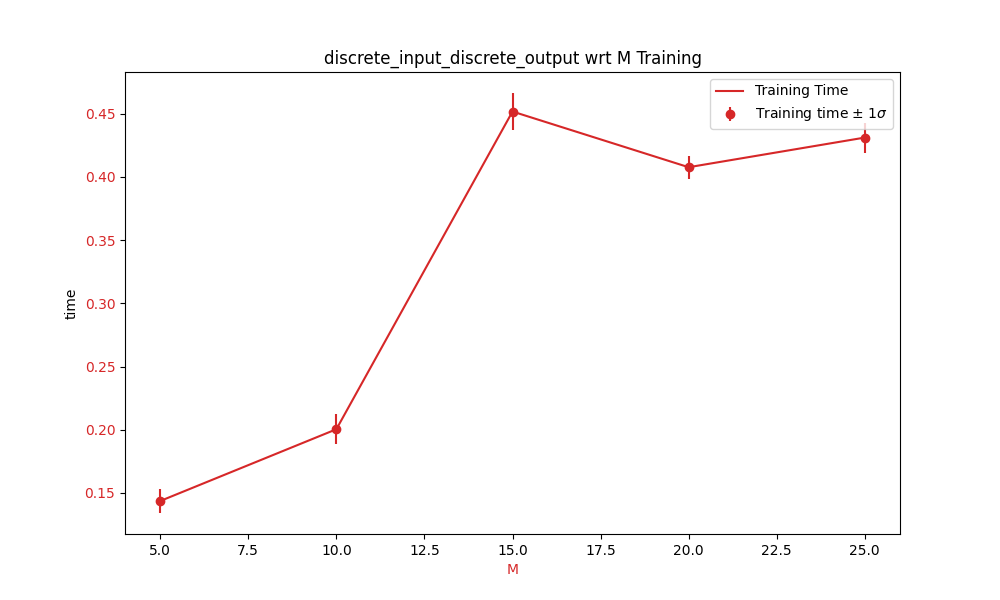 discrete_input_discrete_output wrt M Training
Training Time
Training time ± 1σ
0.45
0.40
0.35
0.30
0.25
0.20
0.15
time
5.0 7.5 10.0 12.5 15.0 17.5 20.0 22.5 25.0
M